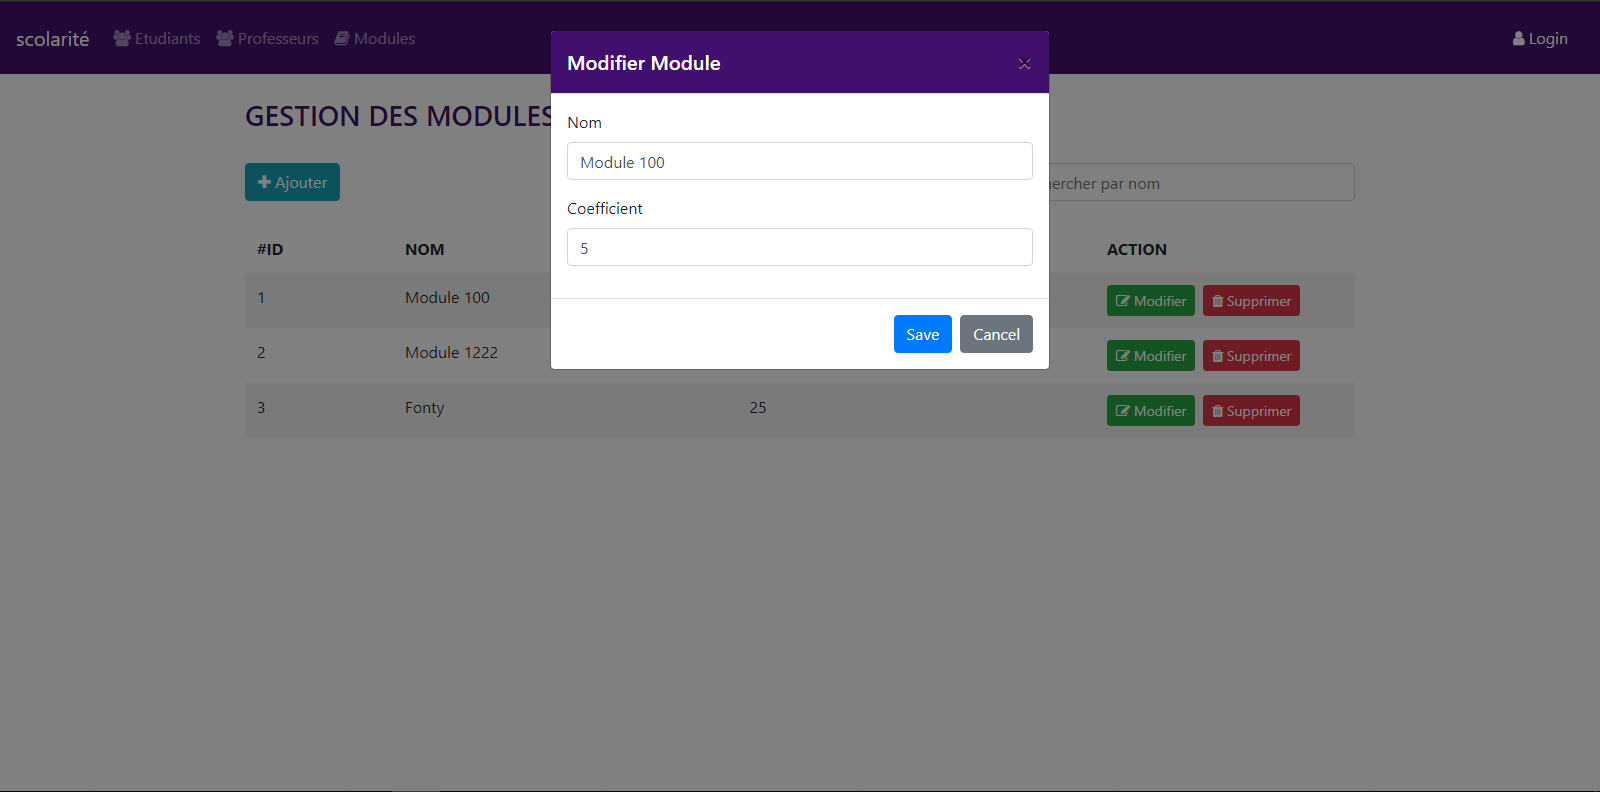 scolarité Etudiants Professeurs Modules Login
Modifier Module ×
GESTION DES MODULES
Nom
Module 100
Ajouter
par nom
Coefficient
5
#ID NOM ACTION
1 Module 100 Modifier Supprimer
Save Cancel
2 Module 1222 Modifier Supprimer
3 Fonty 25 Modifier Supprimer